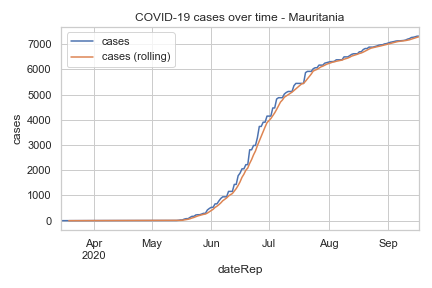 COVID-19 cases over time - Mauritania
cases
cases (rolling)
7000
6000
5000
4000
3000
2000
1000
0
cases
Apr
2020
May
Jun
Jul
Aug
Sep
dateRep